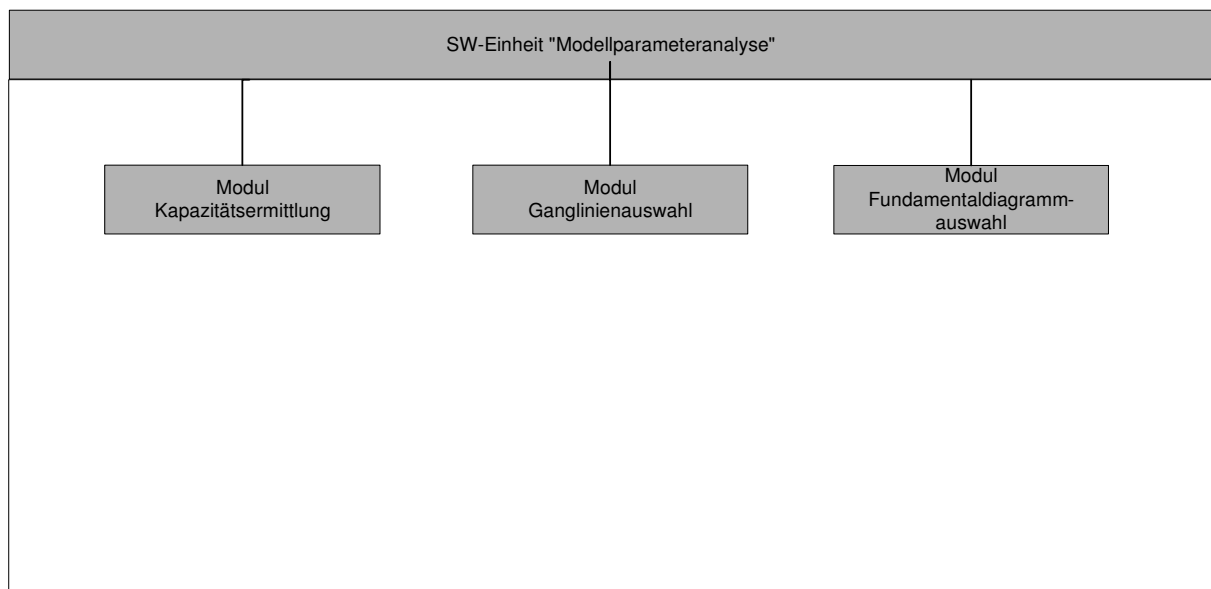 SW-Einheit "Modellparameteranalyse"
Modul
Kapazitätsermittlung
Modul
Ganglinienauswahl
Modul
Fundamentaldiagramm-
auswahl